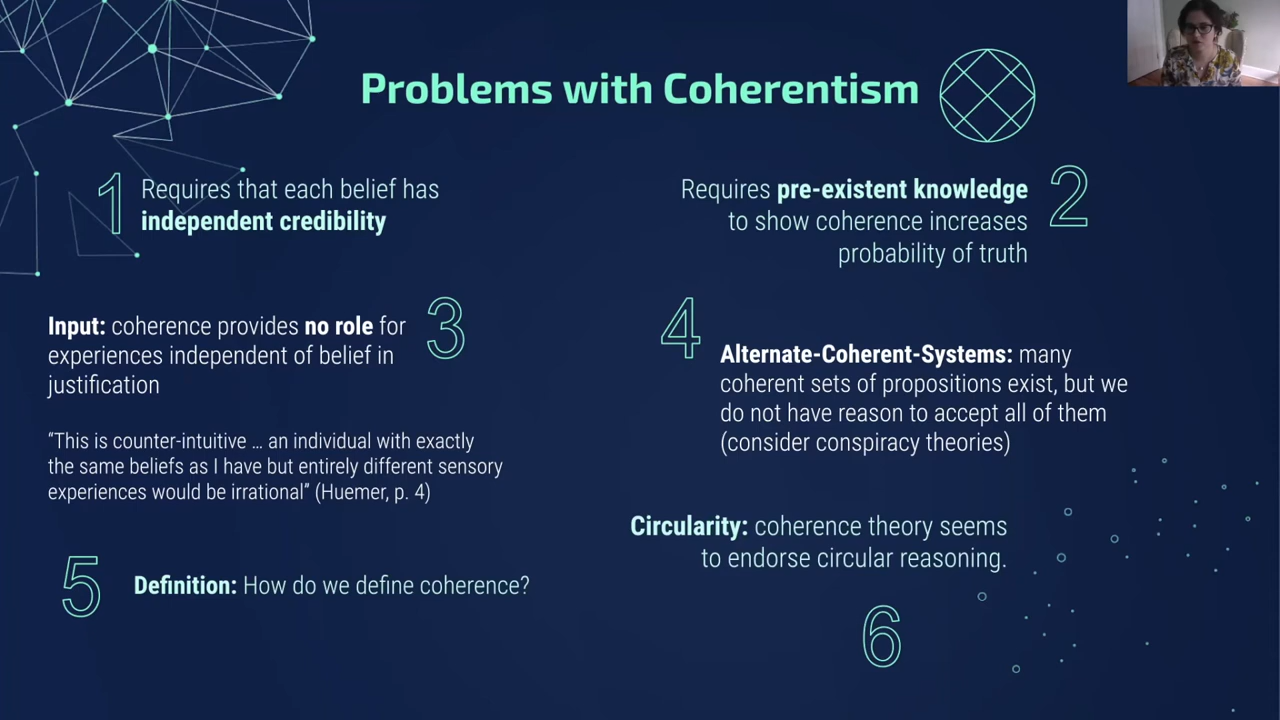 Problems with Coherentism
1
Requires that each belief has
independent credibility
2
Requires pre-existent knowledge
to show coherence increases
probability of truth
3
Input: coherence provides no role for
experiences independent of belief in
justification
“This is counter-intuitive ... an individual with exactly
the same beliefs as I have but entirely different sensory
experiences would be irrational” (Huemer, p. 4)
4
Alternate-Coherent-Systems: many
coherent sets of propositions exist, but we
do not have reason to accept all of them
(consider conspiracy theories)
5
Definition: How do we define coherence?
Circularity: coherence theory seems
to endorse circular reasoning.
6